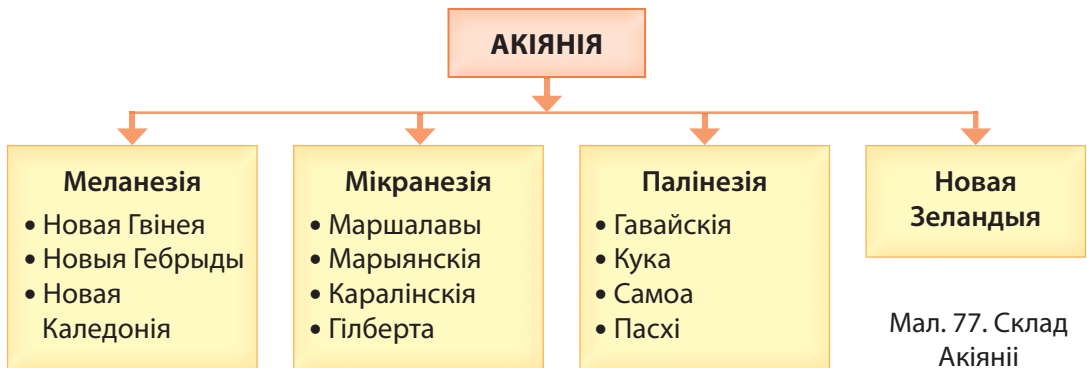 АКІЯНІЯ
Меланезія
• Новая Гвінея
• Новыя Гебрыды
• Новая
Каледонія
Мікранезія
• Маршалавы
• Марыянскія
• Каралінскія
• Гілберта
Палінезія
• Гавайскія
• Кука
• Самоа
• Пасхі
Новая
Зеландыя
Мал. 77. Склад
Акіяніі